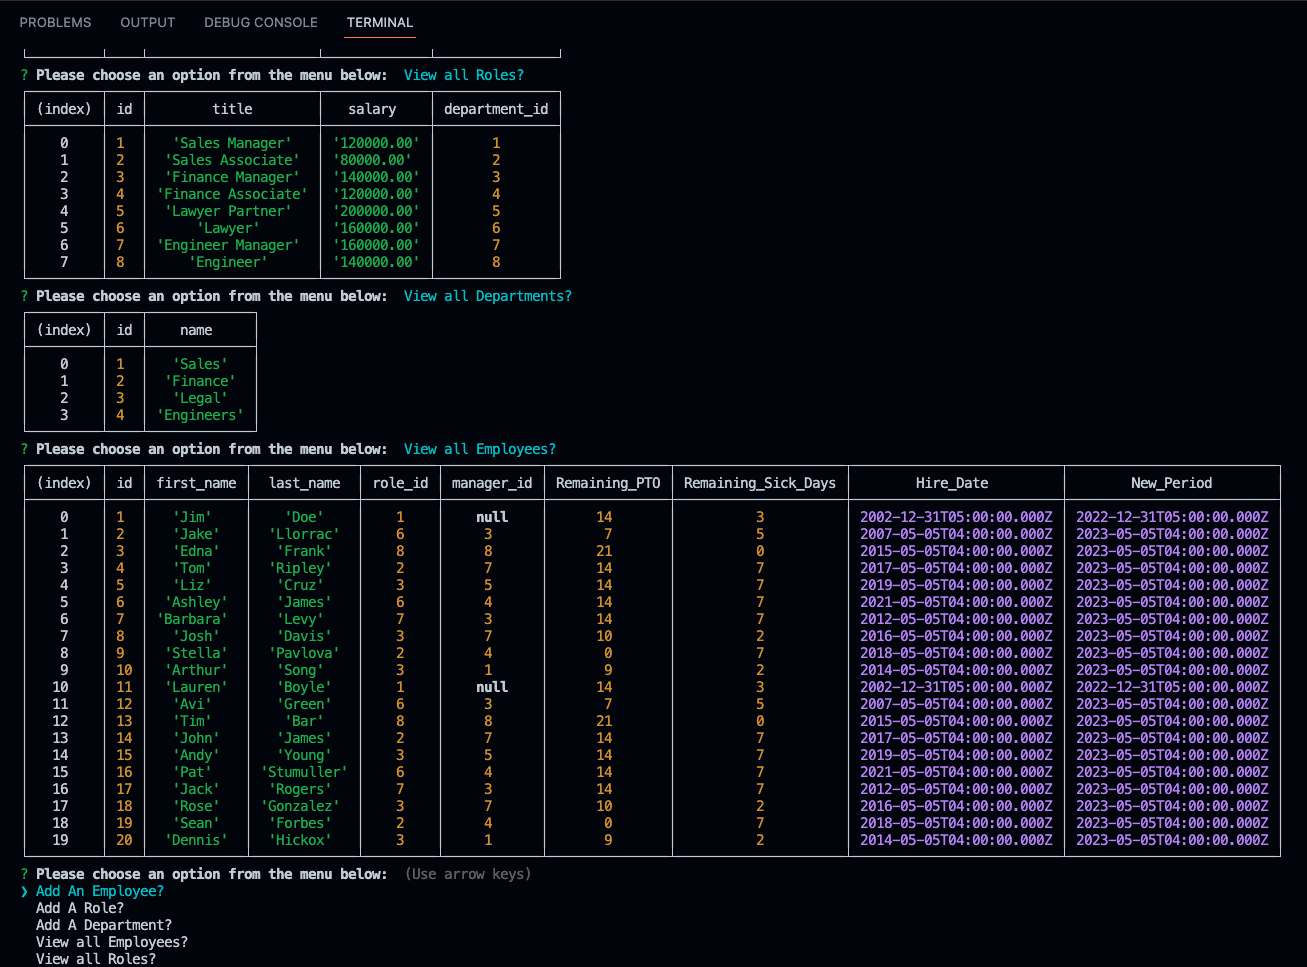 PROBLEMS OUTPUT DEBUG CONSOLE TERMINAL
? Please choose an option from the menu below: View all Roles?
(index) id title salary department_id
0 1 'Sales Manager' '120000.00' 1
1 2 'Sales Associate' '80000.00' 2
2 3 'Finance Manager' '140000.00' 3
3 4 'Finance Associate' '120000.00' 4
4 5 'Lawyer Partner' '200000.00' 5
5 6 'Lawyer' '160000.00' 6
6 7 'Engineer Manager' '160000.00' 7
7 8 'Engineer' '140000.00' 8
? Please choose an option from the menu below: View all Departments?
(index) id name
0 1 'Sales'
1 2 'Finance'
2 3 'Legal'
3 4 'Engineers'
? Please choose an option from the menu below: View all Employees?
(index) id first_name last_name role_id manager_id Remaining_PTO Remaining_Sick_Days Hire_Date New_Period
0 1 'Jim' 'Doe' 1 null 14 3 2002-12-31T05:00:00.000Z 2022-12-31T05:00:00.000Z
1 2 'Jake' 'Llorrac' 6 3 7 5 2007-05-05T04:00:00.000Z 2023-05-05T04:00:00.000Z
2 3 'Edna' 'Frank' 8 8 21 0 2015-05-05T04:00:00.000Z 2023-05-05T04:00:00.000Z
3 4 'Tom' 'Ripley' 2 7 14 7 2017-05-05T04:00:00.000Z 2023-05-05T04:00:00.000Z
4 5 'Liz' 'Cruz' 3 5 14 7 2019-05-05T04:00:00.000Z 2023-05-05T04:00:00.000Z
5 6 'Ashley' 'James' 6 4 14 7 2021-05-05T04:00:00.000Z 2023-05-05T04:00:00.000Z
6 7 'Barbara' 'Levy' 7 3 14 7 2012-05-05T04:00:00.000Z 2023-05-05T04:00:00.000Z
7 8 'Josh' 'Davis' 3 7 10 2 2016-05-05T04:00:00.000Z 2023-05-05T04:00:00.000Z
8 9 'Stella' 'Pavlova' 2 4 0 7 2018-05-05T04:00:00.000Z 2023-05-05T04:00:00.000Z
9 10 'Arthur' 'Song' 3 1 9 2 2014-05-05T04:00:00.000Z 2023-05-05T04:00:00.000Z
10 11 'Lauren' 'Boyle' 1 null 14 3 2002-12-31T05:00:00.000Z 2022-12-31T05:00:00.000Z
11 12 'Avi' 'Green' 6 3 7 5 2007-05-05T04:00:00.000Z 2023-05-05T04:00:00.000Z
12 13 'Tim' 'Bar' 8 8 21 0 2015-05-05T04:00:00.000Z 2023-05-05T04:00:00.000Z
13 14 'John' 'James' 2 7 14 7 2017-05-05T04:00:00.000Z 2023-05-05T04:00:00.000Z
14 15 'Andy' 'Young' 3 5 14 7 2019-05-05T04:00:00.000Z 2023-05-05T04:00:00.000Z
15 16 'Pat' 'Stumuller' 6 4 14 7 2021-05-05T04:00:00.000Z 2023-05-05T04:00:00.000Z
16 17 'Jack' 'Rogers' 7 3 14 7 2012-05-05T04:00:00.000Z 2023-05-05T04:00:00.000Z
17 18 'Rose' 'Gonzalez' 3 7 10 2 2016-05-05T04:00:00.000Z 2023-05-05T04:00:00.000Z
18 19 'Sean' 'Forbes' 2 4 0 7 2018-05-05T04:00:00.000Z 2023-05-05T04:00:00.000Z
19 20 'Dennis' 'Hickox' 3 1 9 2 2014-05-05T04:00:00.000Z 2023-05-05T04:00:00.000Z
? Please choose an option from the menu below: (Use arrow keys)
❯ Add An Employee?
Add A Role?
Add A Department?
View all Employees?
View all Roles?